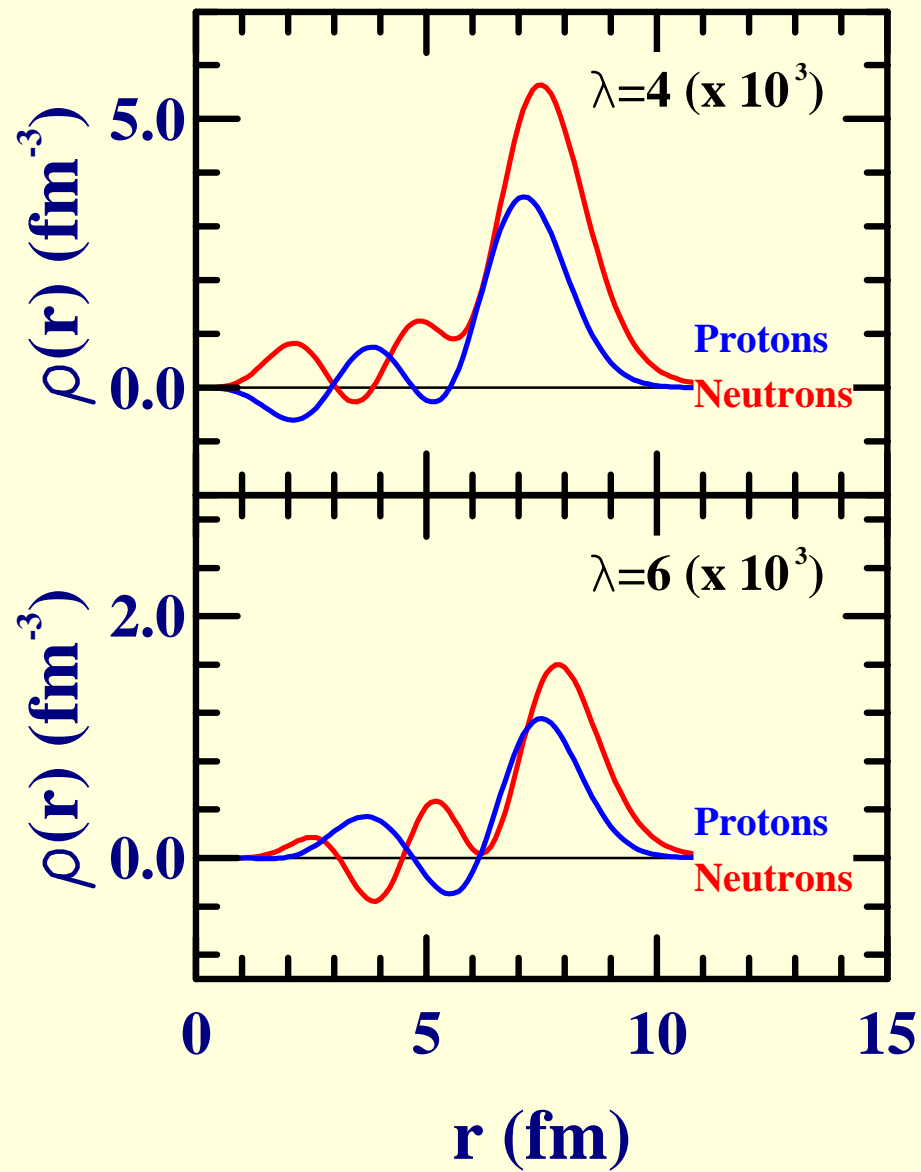 λ=4 (x 10³)
5.0
ρ(r) (fm⁻³)
Protons
0.0
Neutrons
λ=6 (x 10³)
2.0
ρ(r) (fm⁻³)
Protons
0.0
Neutrons
0 5 10 15
r (fm)